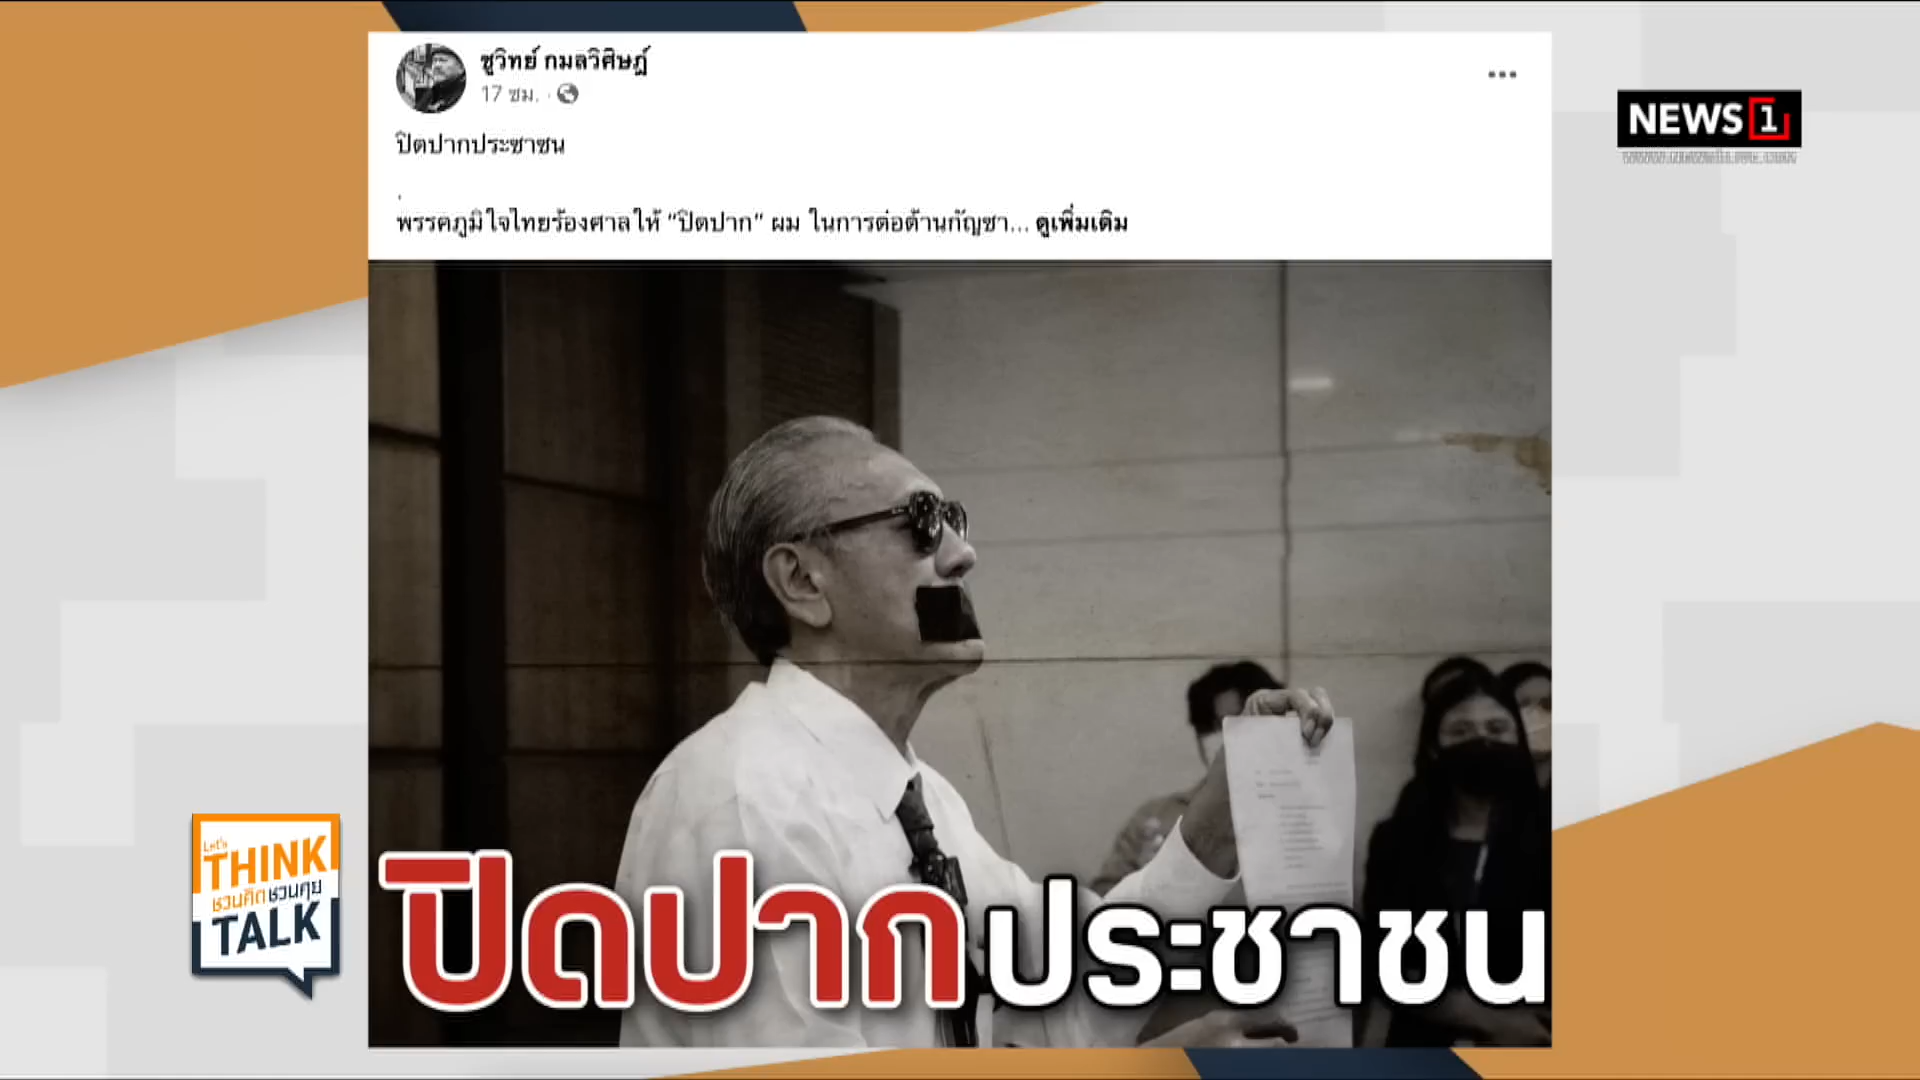 ชูวิทย์ กมลวิศิษฎ์
17 ชม. ·
ปิดปากประชาชน
.
พรรคภูมิใจไทยร้องศาลให้ “ปิดปาก” ผม ในการต่อต้านกัญชา... ดูเพิ่มเติม
NEWS 1
Let's
THINK
ชวนคิดชวนคุย
TALK
ปิดปากประชาชน